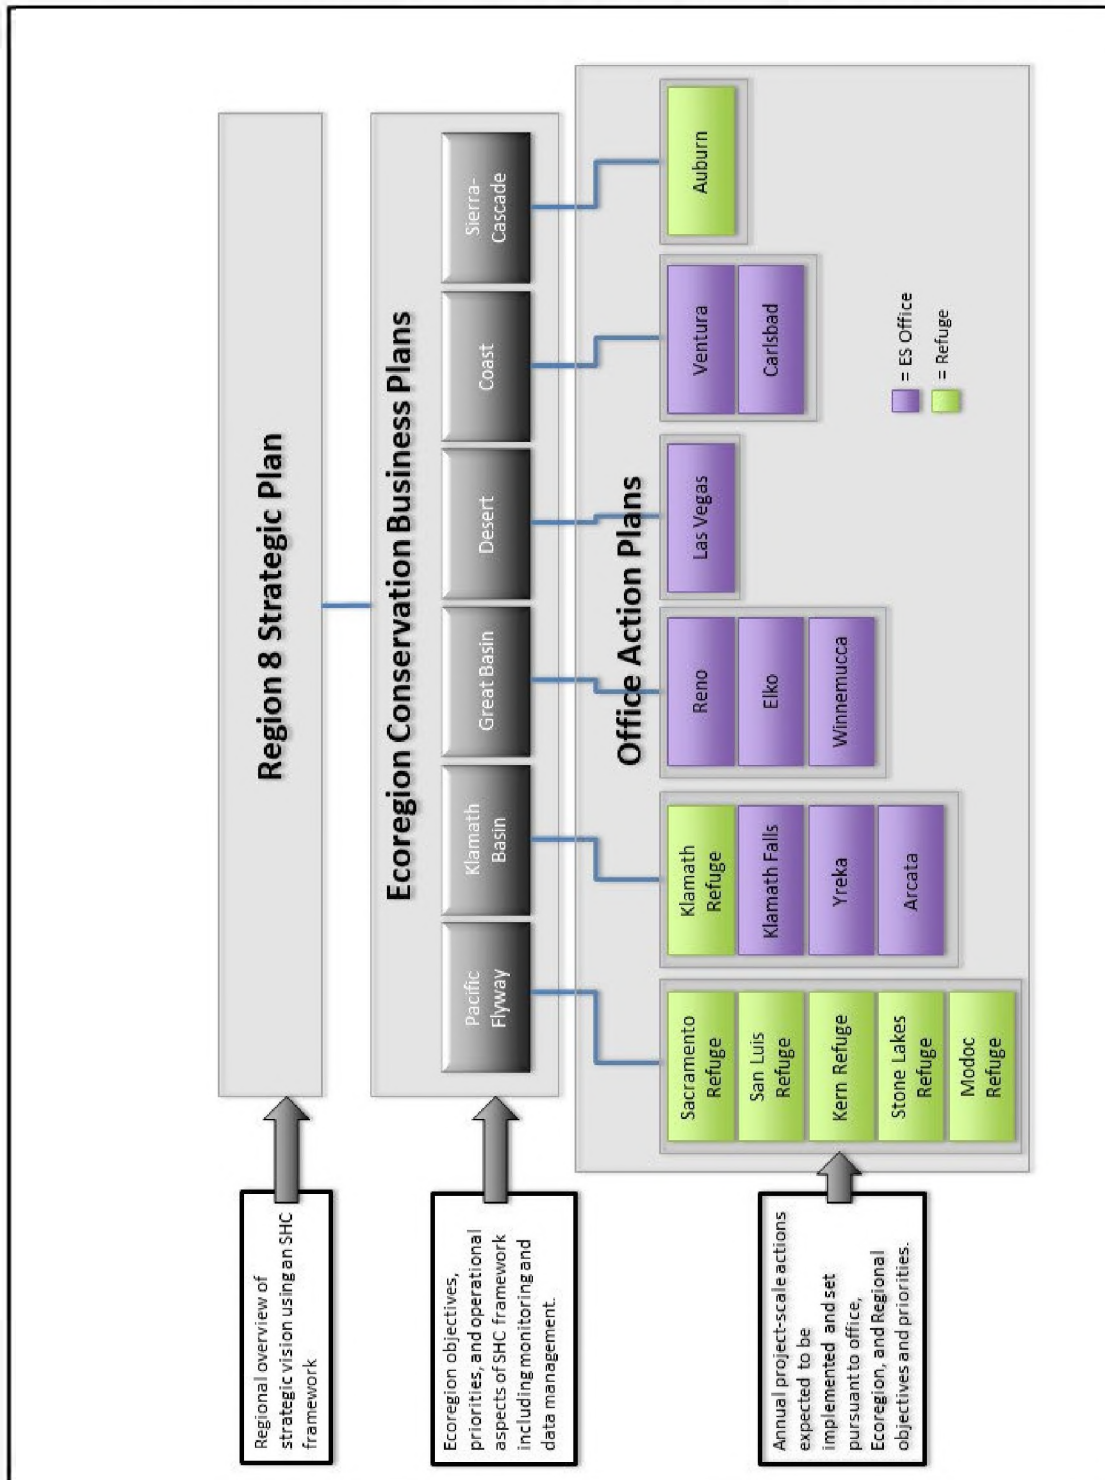 Regional overview of
strategic vision using an SHC
framework
Region 8 Strategic Plan
Ecoregion objectives,
priorities, and operational
aspects of SHC framework
including monitoring and
data management.
Ecoregion Conservation Business Plans
Pacific
Flyway
Klamath
Basin
Great Basin
Desert
Coast
Sierra-
Cascade
Annual project-scale actions
expected to be
implemented and set
pursuant to office,
Ecoregion, and Regional
objectives and priorities.
Office Action Plans
Sacramento
Refuge
San Luis
Refuge
Kern Refuge
Stone Lakes
Refuge
Modoc
Refuge
Klamath
Refuge
Klamath Falls
Yreka
Arcata
Reno
Elko
Winnemucca
Las Vegas
Ventura
Carlsbad
Auburn
= ES Office
= Refuge